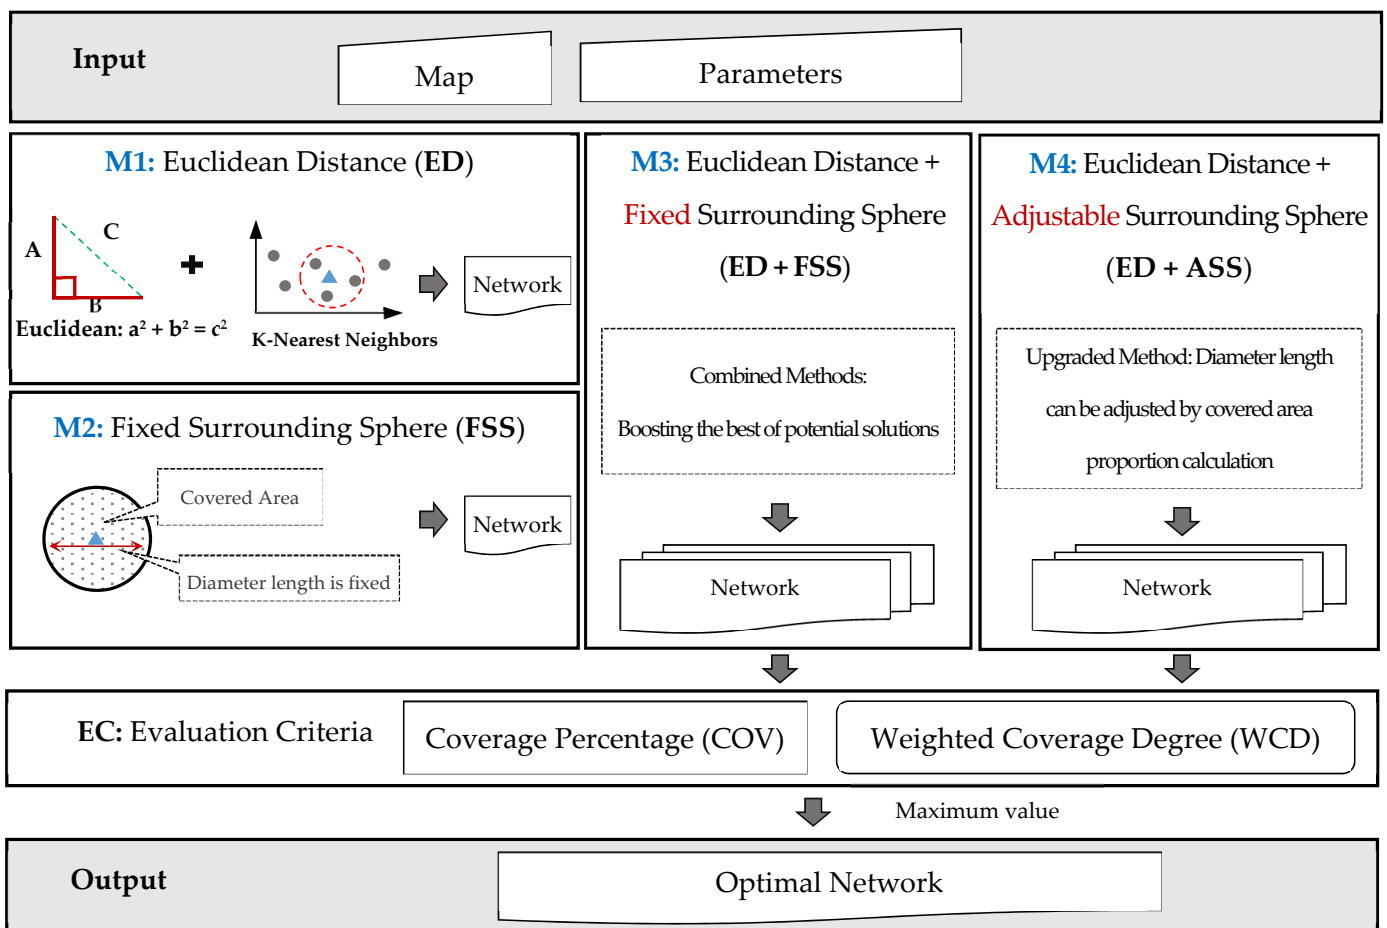 Input
Map
Parameters
M1: Euclidean Distance (ED)
A
C
B
Euclidean: a² + b² = c²
K-Nearest Neighbors
Network
M2: Fixed Surrounding Sphere (FSS)
Covered Area
Diameter length is fixed
Network
M3: Euclidean Distance +
Fixed Surrounding Sphere
(ED + FSS)
Combined Methods:
Boosting the best of potential solutions
Network
M4: Euclidean Distance +
Adjustable Surrounding Sphere
(ED + ASS)
Upgraded Method: Diameter length
can be adjusted by covered area
proportion calculation
Network
EC: Evaluation Criteria
Coverage Percentage (COV)
Weighted Coverage Degree (WCD)
Maximum value
Output
Optimal Network